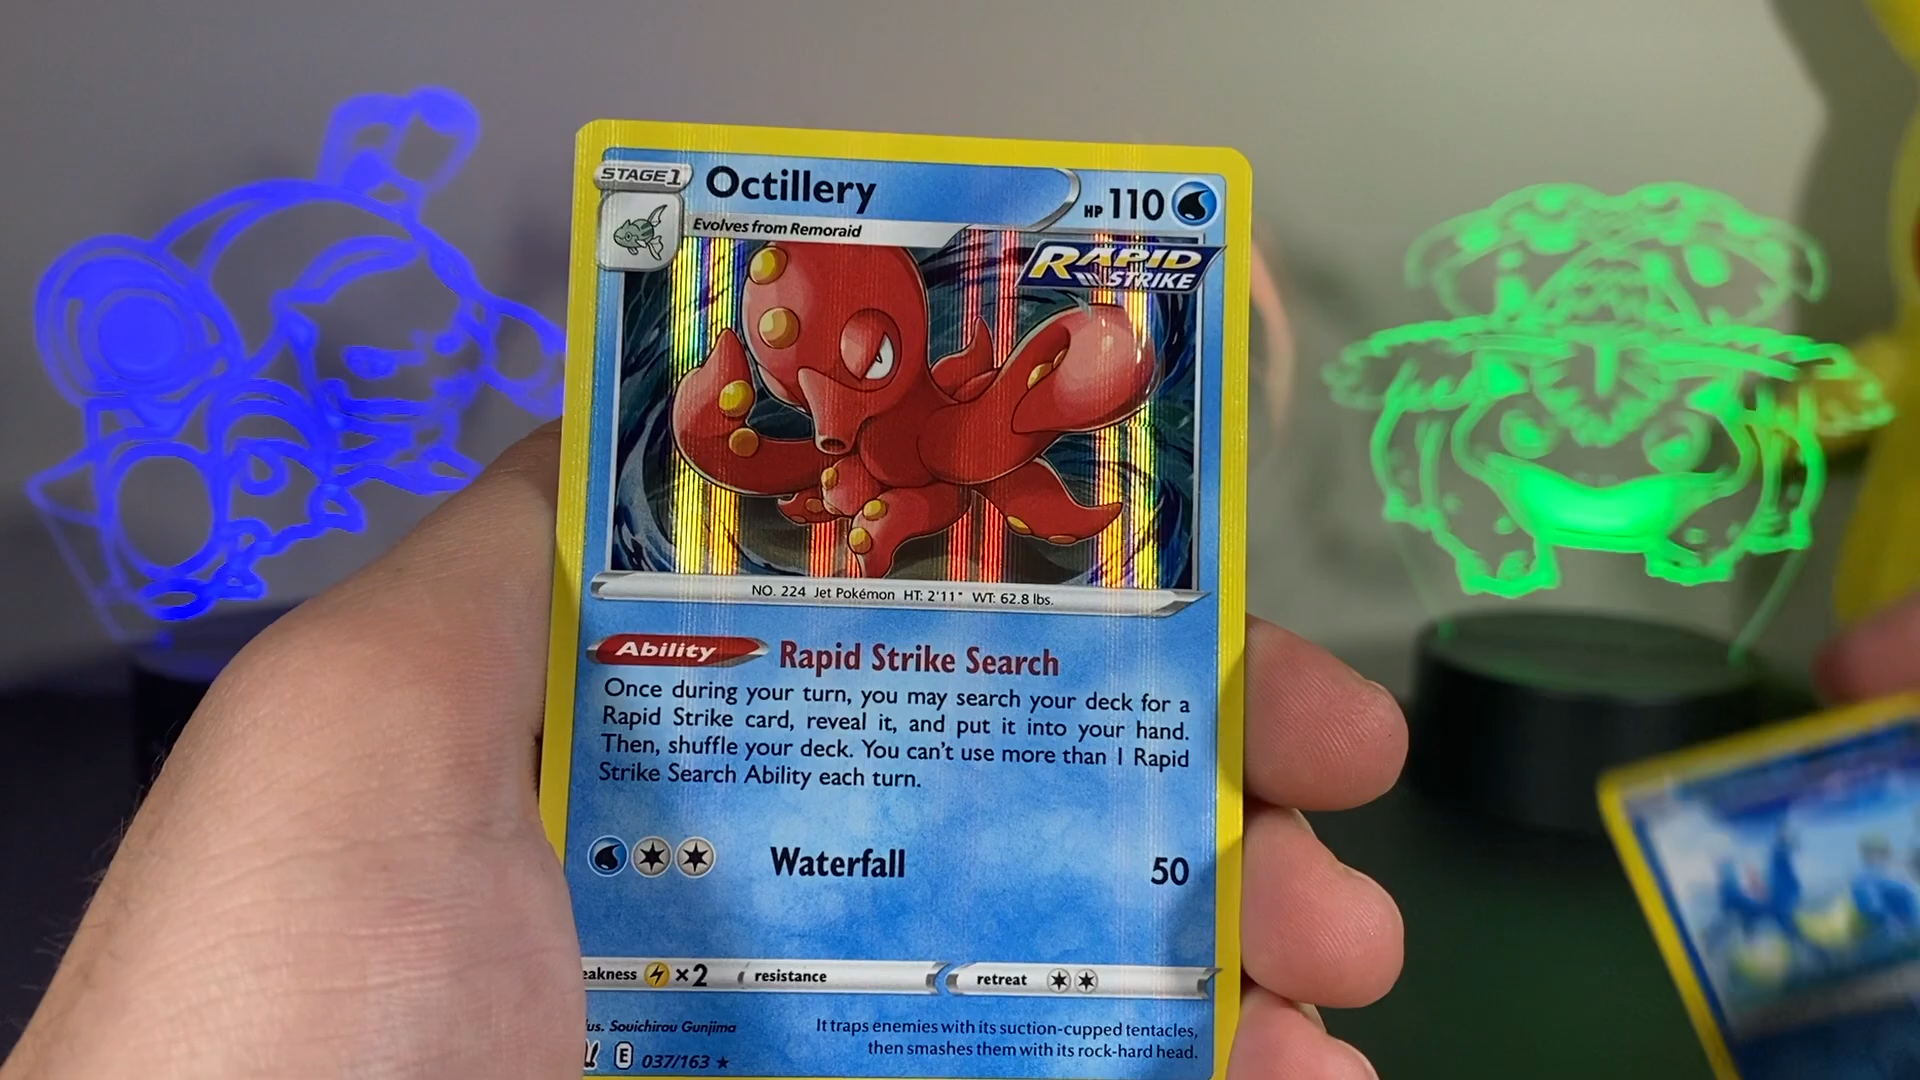 STAGE1
Octillery
HP 110
Evolves from Remoraid
RAPID
STRIKE
NO. 224 Jet Pokémon HT: 2'11" WT: 62.8 lbs.
Ability Rapid Strike Search
Once during your turn, you may search your deck for a
Rapid Strike card, reveal it, and put it into your hand.
Then, shuffle your deck. You can't use more than 1 Rapid
Strike Search Ability each turn.
Waterfall 50
eakness ×2 resistance retreat
us. Souichirou Gunjima
It traps enemies with its suction-cupped tentacles,
then smashes them with its rock-hard head.
E 037/163